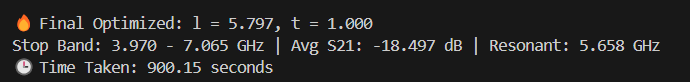 🔥 Final Optimized: l = 5.797, t = 1.000
Stop Band: 3.970 - 7.065 GHz | Avg S21: -18.497 dB | Resonant: 5.658 GHz
🕒 Time Taken: 900.15 seconds